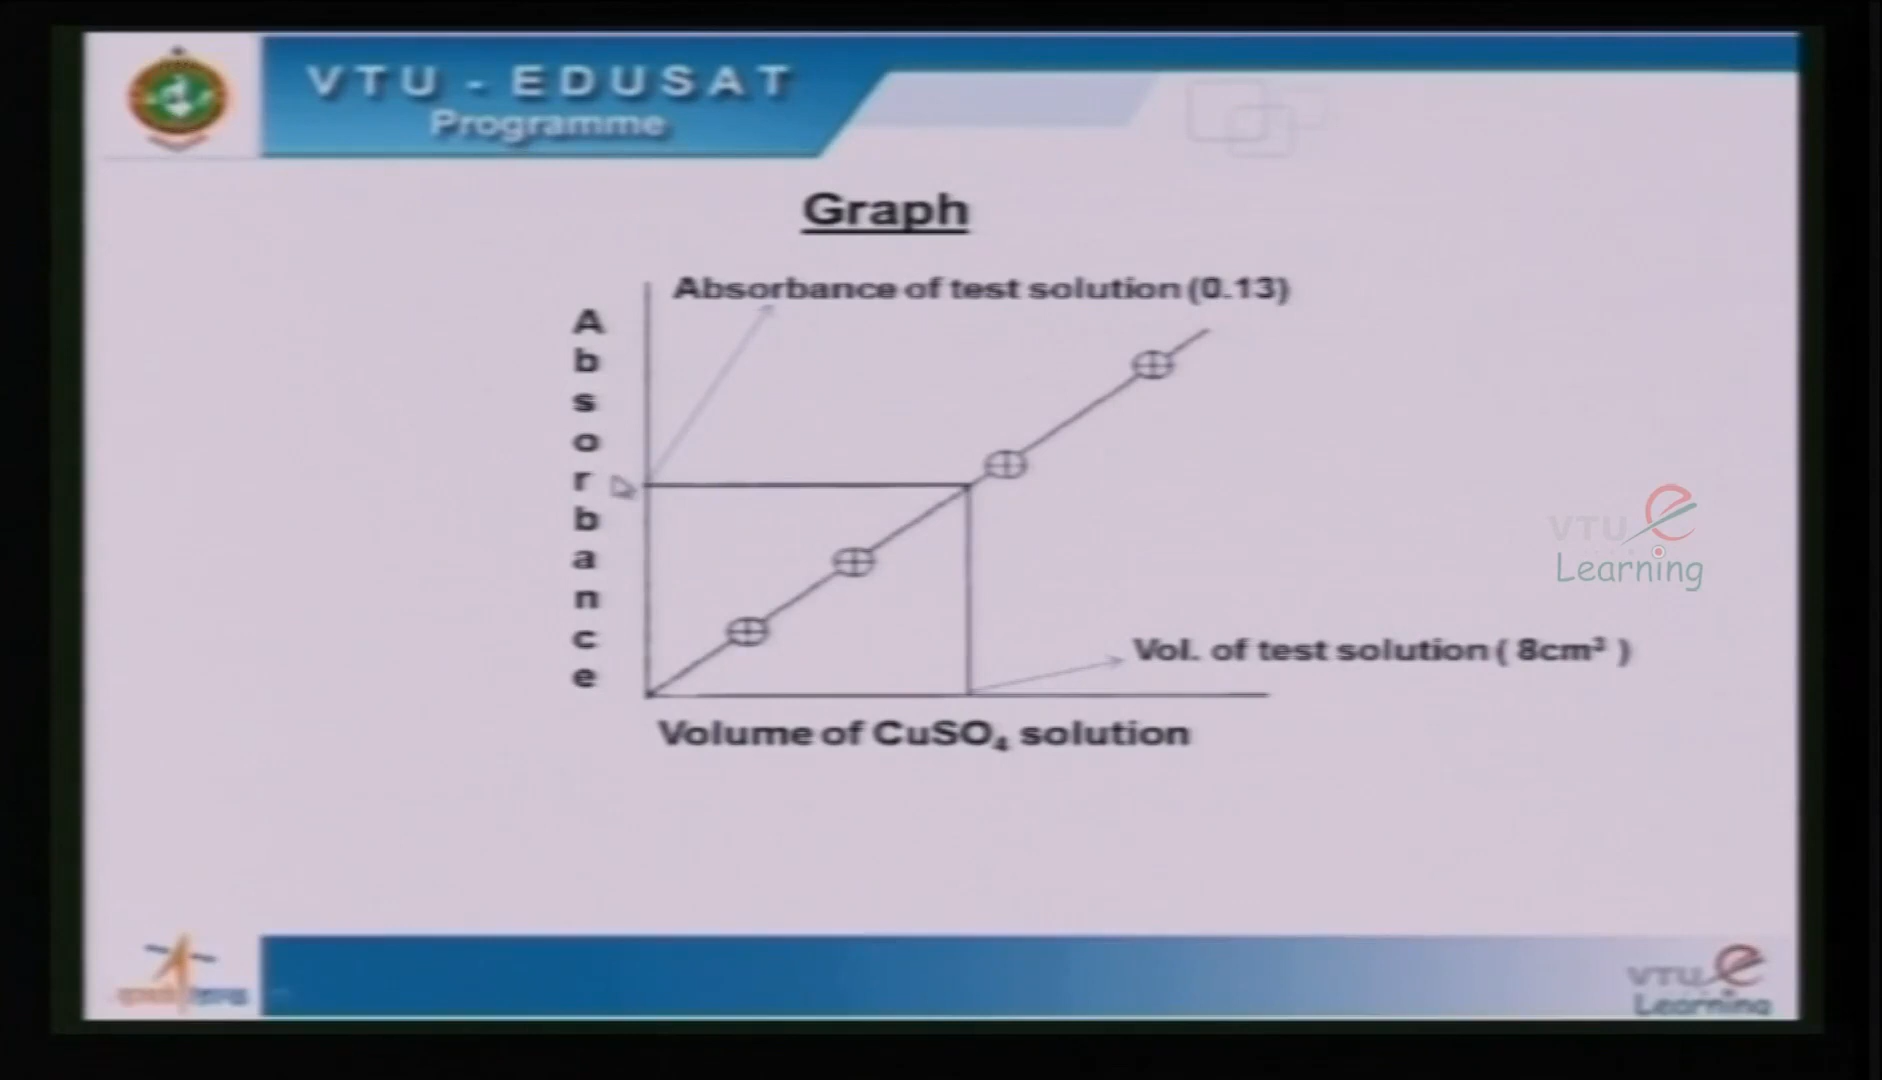 VTU - EDUSAT
Programme
Graph
Absorbance of test solution (0.13)
Absorbance
Vol. of test solution ( 8cm³ )
Volume of CuSO₄ solution
VTU e
Learning
VTU e
Learning